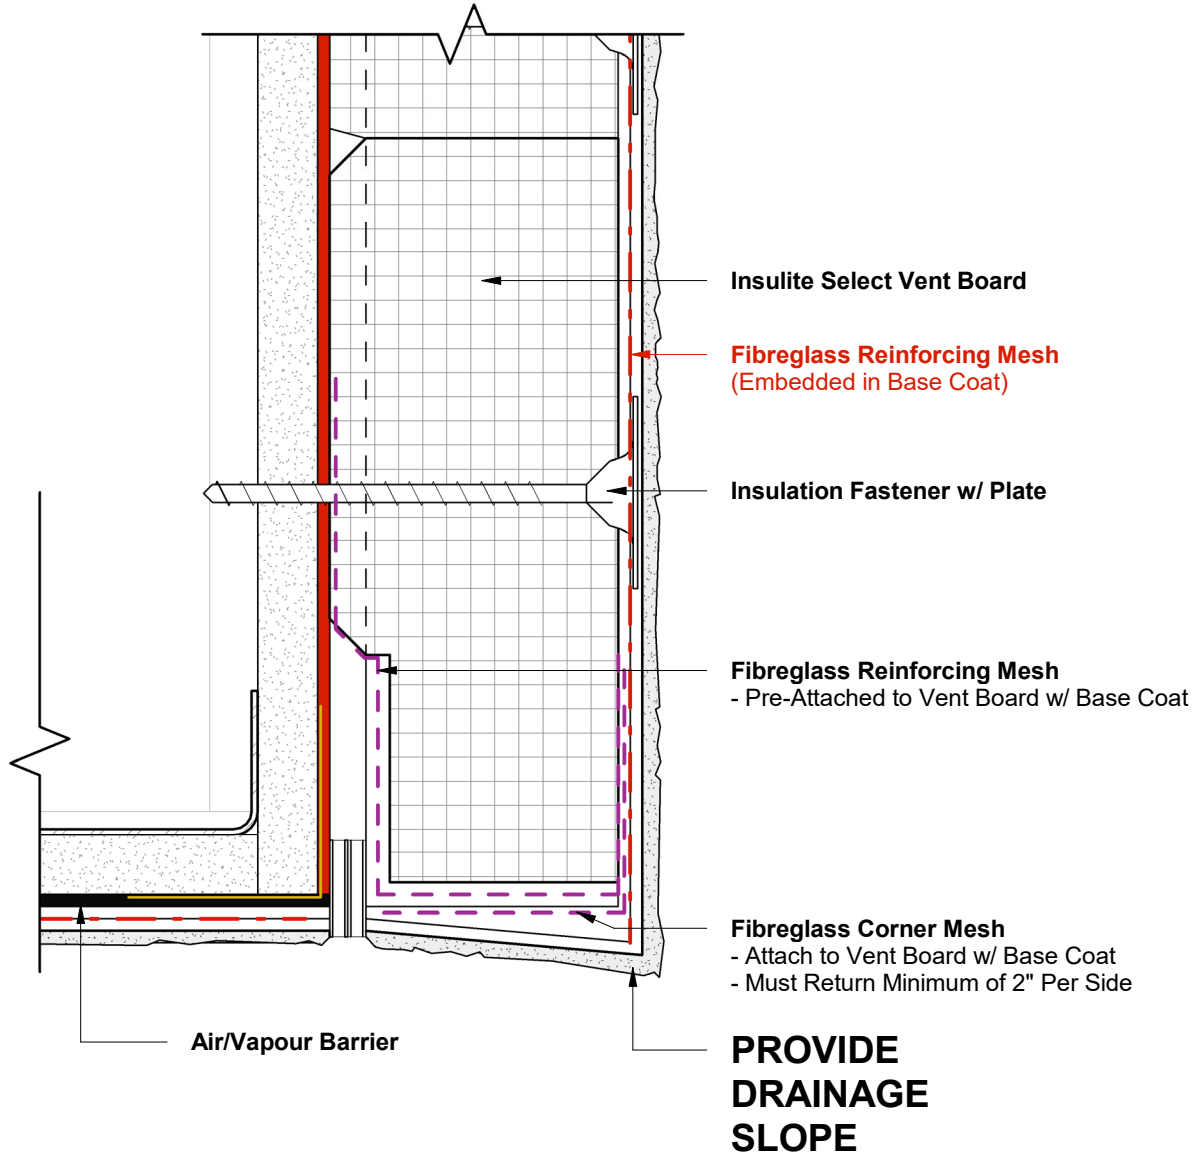 Insulite Select Vent Board
Fibreglass Reinforcing Mesh
(Embedded in Base Coat)
Insulation Fastener w/ Plate
Fibreglass Reinforcing Mesh
- Pre-Attached to Vent Board w/ Base Coat
Fibreglass Corner Mesh
- Attach to Vent Board w/ Base Coat
- Must Return Minimum of 2" Per Side
Air/Vapour Barrier
PROVIDE
DRAINAGE
SLOPE